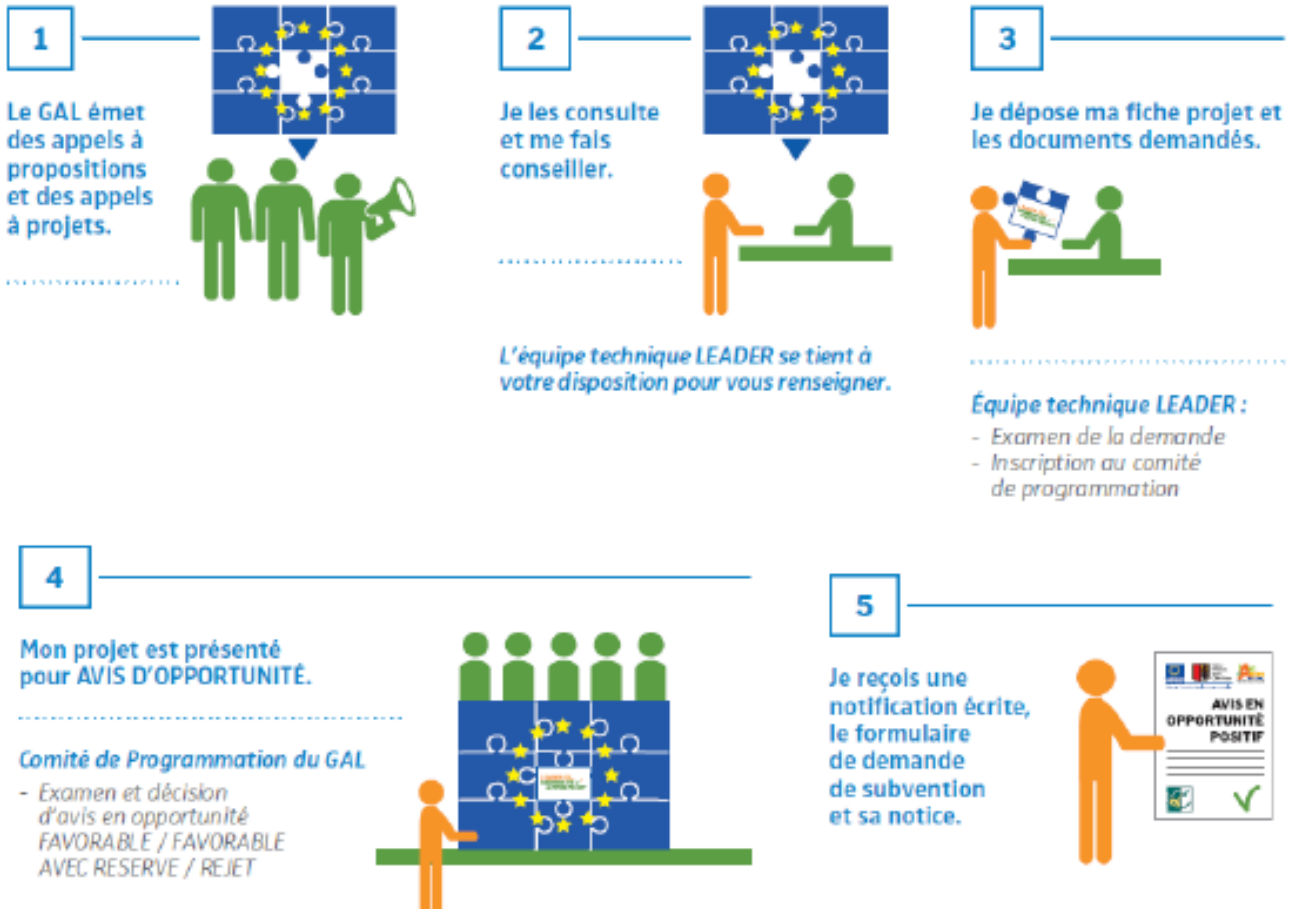 1
Le GAL émet
des appels à
propositions
et des appels
à projets.
2
Je les consulte
et me fais
conseiller.
L'équipe technique LEADER se tient à
votre disposition pour vous renseigner.
3
Je dépose ma fiche projet et
les documents demandés.
Équipe technique LEADER :
- Examen de la demande
- Inscription au comité
de programmation
4
Mon projet est présenté
pour AVIS D'OPPORTUNITÉ.
Comité de Programmation du GAL
- Examen et décision
d'avis en opportunité
FAVORABLE / FAVORABLE
AVEC RESERVE / REJET
5
Je reçois une
notification écrite,
le formulaire
de demande
de subvention
et sa notice.
AVIS EN
OPPORTUNITÉ
POSITIF